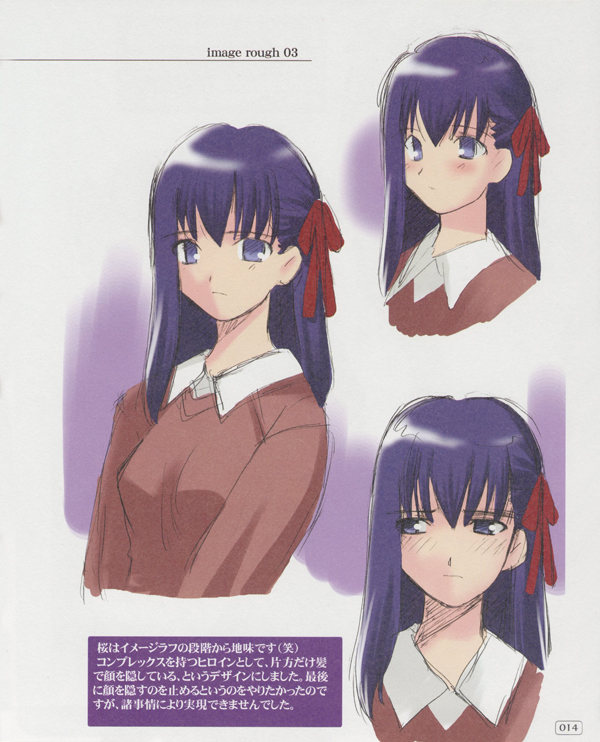 image rough 03
桜はイメージラフの段階から地味です(笑)
コンプレックスを持つヒロインとして、片方だけ髪
で顔を隠している、というデザインにしました。最後
に顔を隠すのを止めるというのをやりたかったので
すが、諸事情により実現できませんでした。
014